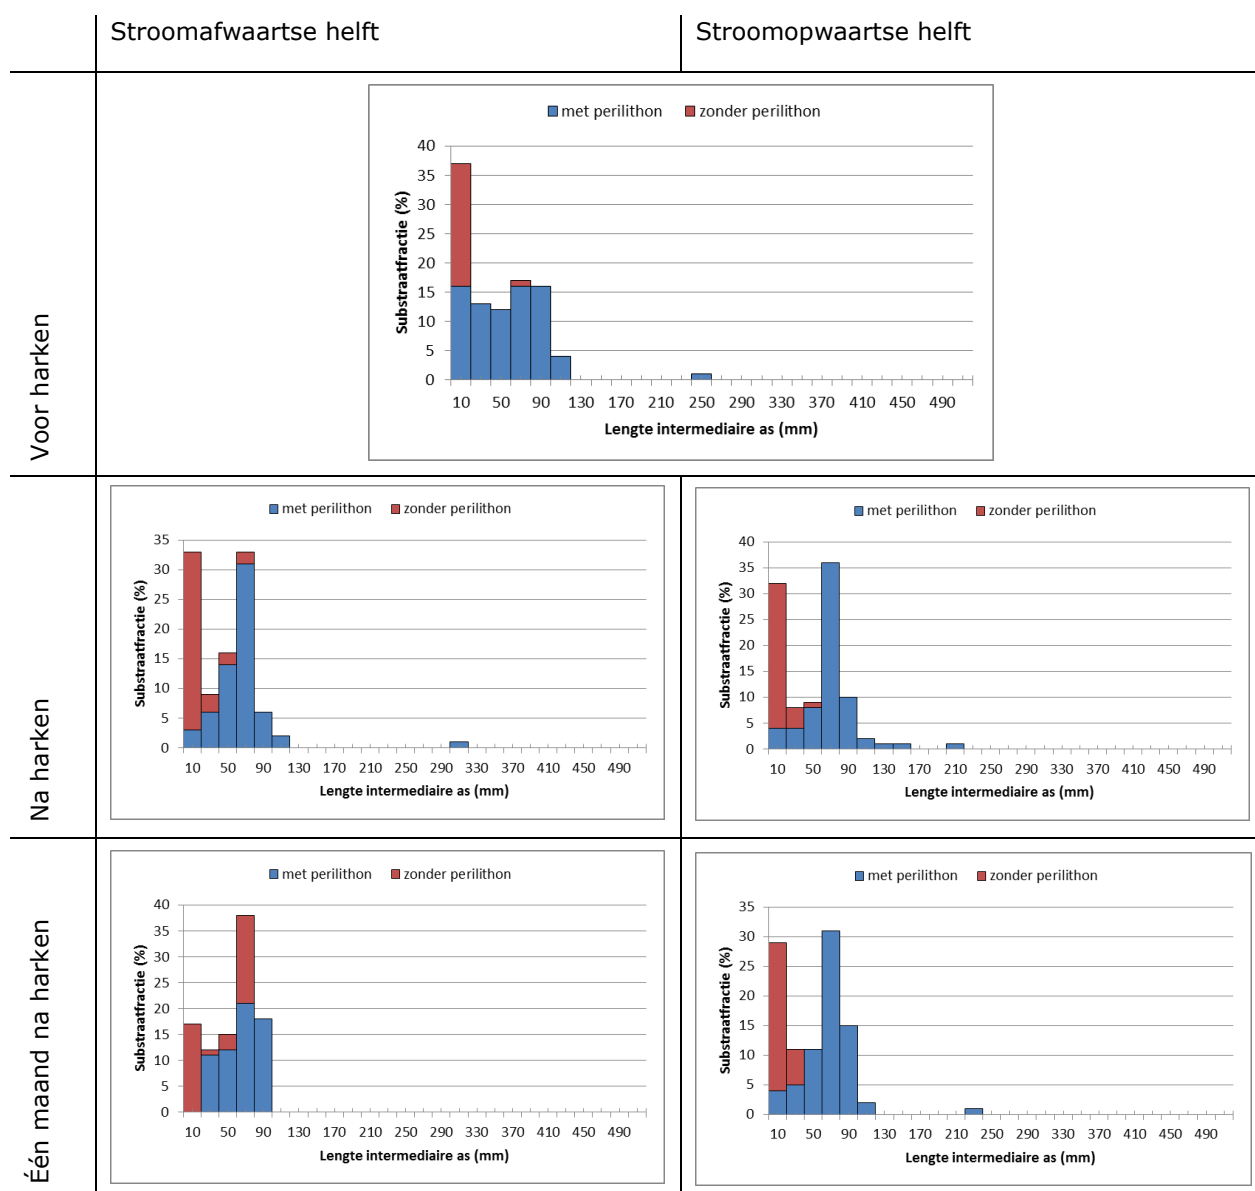 Stroomafwaartse helft
Stroomopwaartse helft
Voor harken
met perilithon zonder perilithon
Substraatfractie (%)
40
35
30
25
20
15
10
5
0
10 50 90 130 170 210 250 290 330 370 410 450 490
Lengte intermediaire as (mm)
Na harken
met perilithon zonder perilithon
Substraatfractie (%)
35
30
25
20
15
10
5
0
10 50 90 130 170 210 250 290 330 370 410 450 490
Lengte intermediaire as (mm)
met perilithon zonder perilithon
Substraatfractie (%)
40
35
30
25
20
15
10
5
0
10 50 90 130 170 210 250 290 330 370 410 450 490
Lengte intermediaire as (mm)
Één maand na harken
met perilithon zonder perilithon
Substraatfractie (%)
40
35
30
25
20
15
10
5
0
10 50 90 130 170 210 250 290 330 370 410 450 490
Lengte intermediaire as (mm)
met perilithon zonder perilithon
Substraatfractie (%)
35
30
25
20
15
10
5
0
10 50 90 130 170 210 250 290 330 370 410 450 490
Lengte intermediaire as (mm)